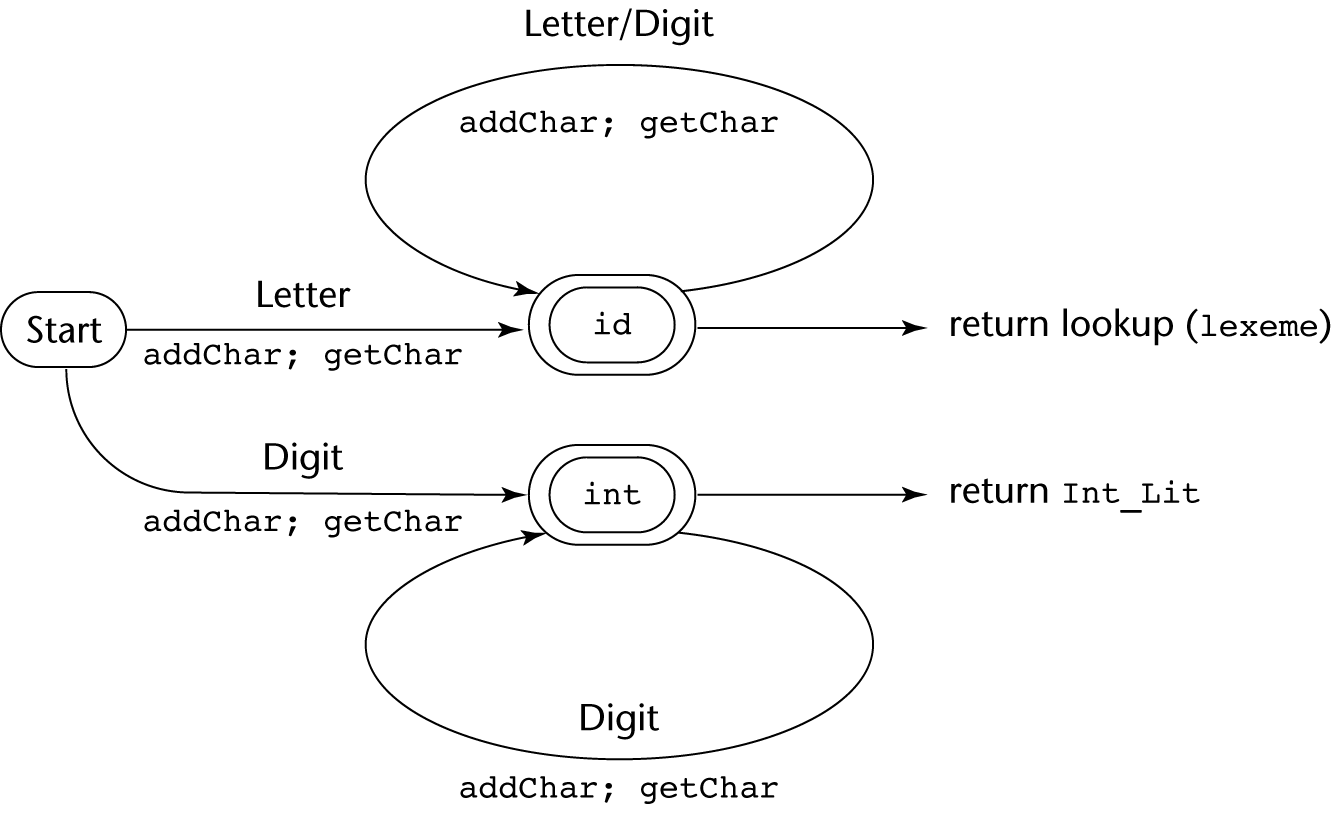 Letter/Digit
addChar; getChar
Letter
Start
addChar; getChar
id
return lookup (lexeme)
Digit
addChar; getChar
int
return Int_Lit
Digit
addChar; getChar